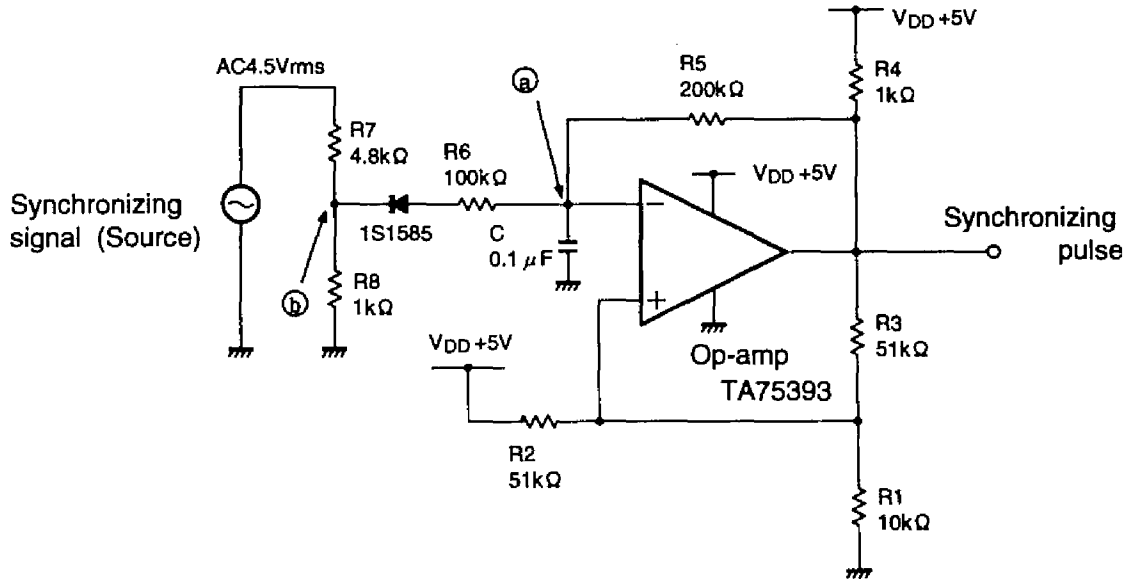 VDD +5V
AC4.5Vrms
R5
200kΩ
R4
1kΩ
ⓐ
R7
4.8kΩ
R6
100kΩ
VDD +5V
Synchronizing
signal (Source)
1S1585
C
0.1 μF
−
+
Synchronizing
pulse
ⓑ
R8
1kΩ
R3
51kΩ
VDD +5V
Op-amp
TA75393
R2
51kΩ
R1
10kΩ